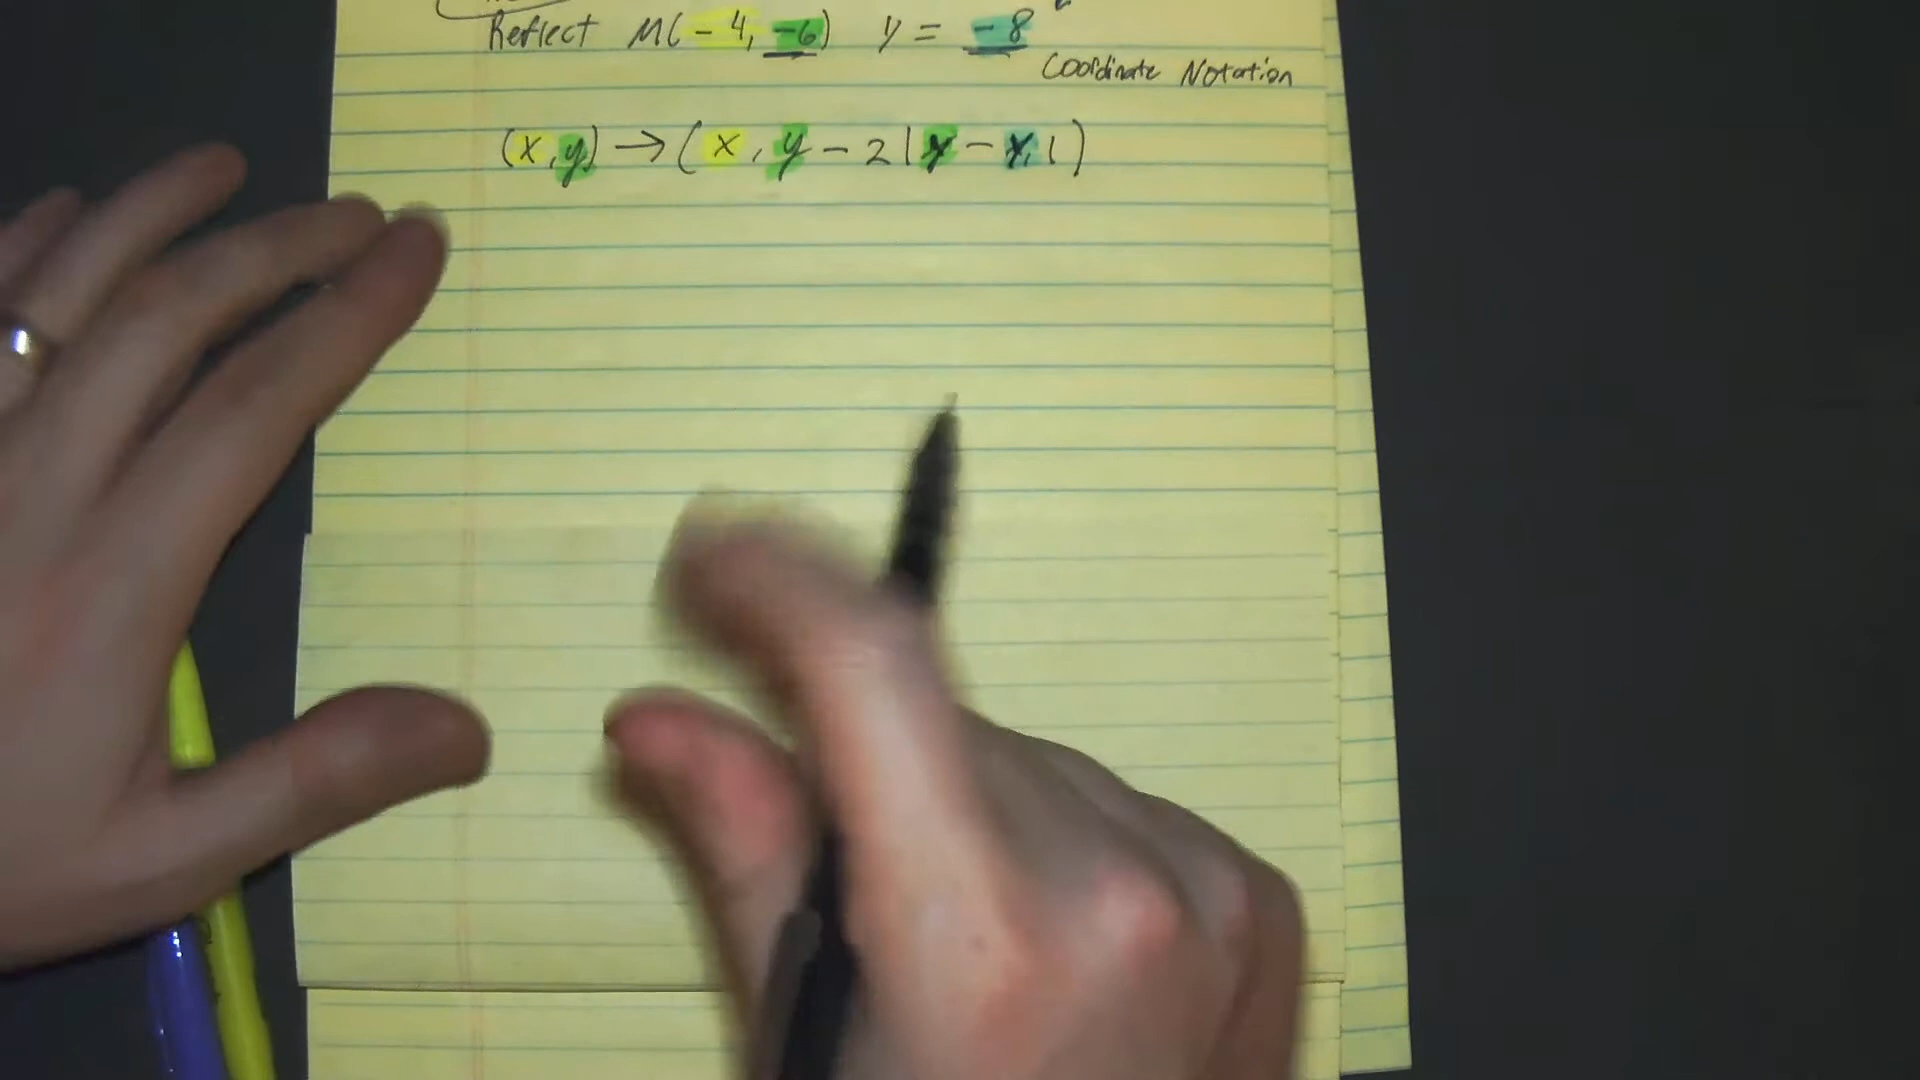 Reflect M(-4, -6) y = -8
Coordinate Notation
(x, y) → (x, y - 2|y - y₁|)